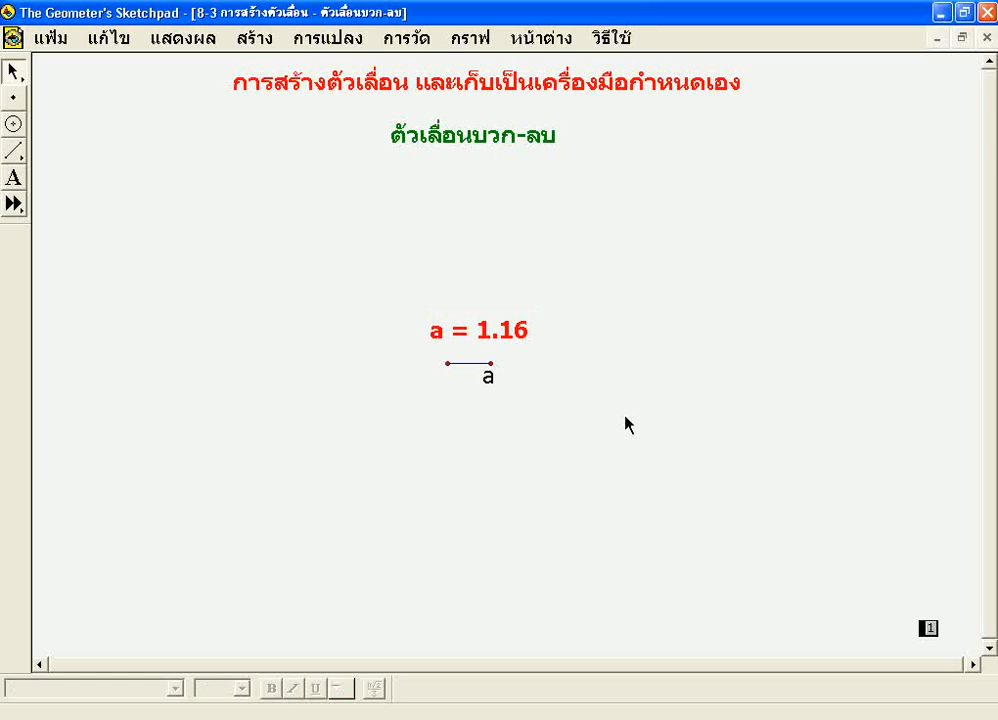 The Geometer's Sketchpad - [8-3 การสร้างตัวเลื่อน - ตัวเลื่อนบวก-ลบ]
แฟ้ม แก้ไข แสดงผล สร้าง การแปลง การวัด กราฟ หน้าต่าง วิธีใช้
การสร้างตัวเลื่อน และเก็บเป็นเครื่องมือกำหนดเอง
ตัวเลื่อนบวก-ลบ
A
a = 1.16
a
1
B I U